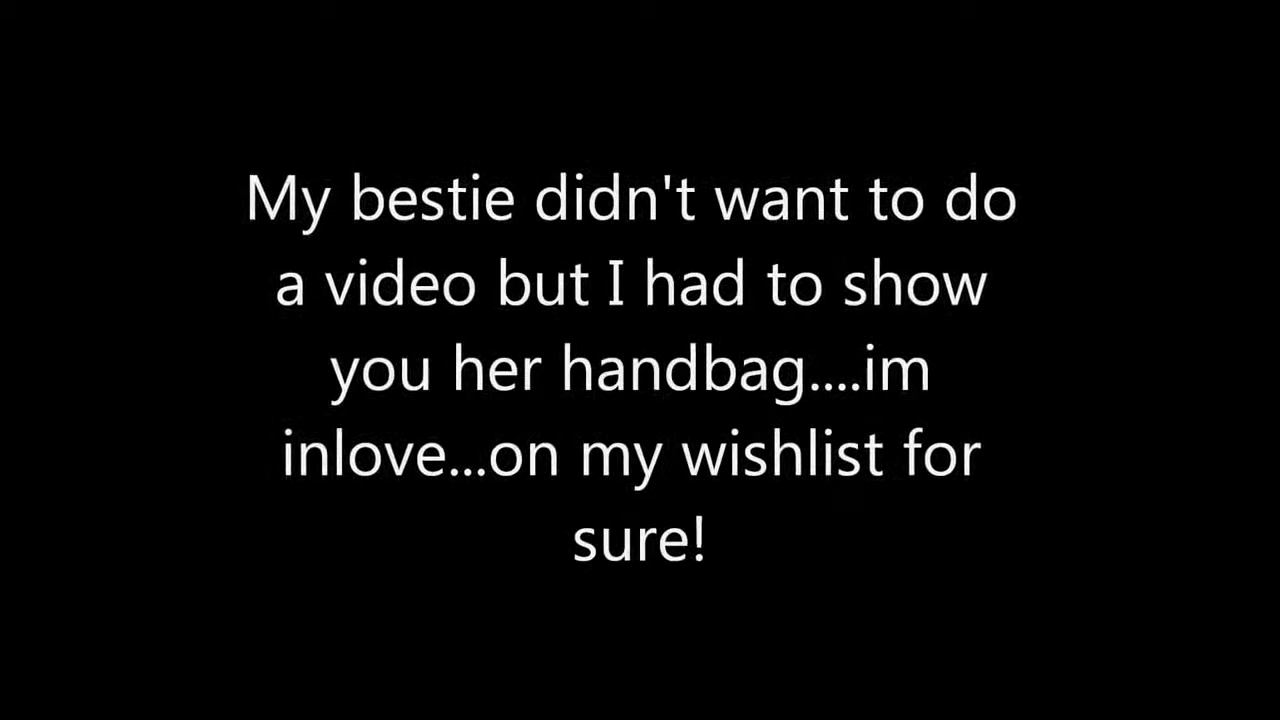 My bestie didn't want to do
a video but I had to show
you her handbag....im
inlove...on my wishlist for
sure!